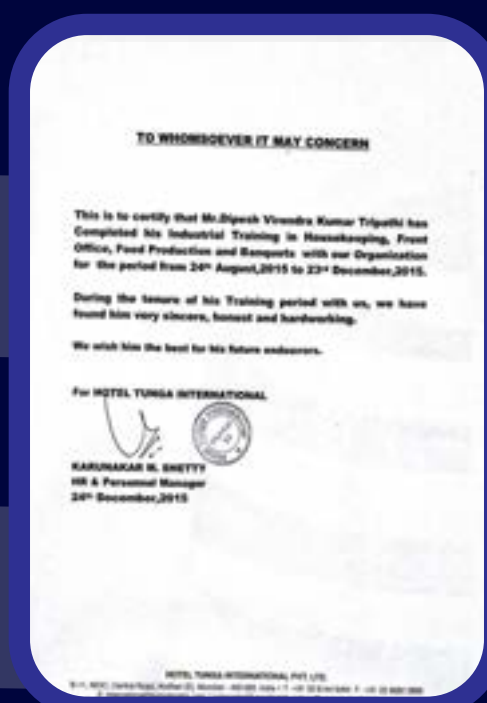 TO WHOMSOEVER IT MAY CONCERN
This is to certify that Mr.Dipesh Virendra Kumar Tripathi has
Completed his Industrial Training in Housekeeping, Front
Office, Food Production and Banquets with our Organization
for the period from 24th August,2015 to 23rd December,2015.
During the tenure of his Training period with us, we have
found him very sincere, honest and hardworking.
We wish him the best for his future endeavors.
For HOTEL TUNGA INTERNATIONAL
KARUNAKAR M. SHETTY
HR & Personnel Manager
24th December,2015
HOTEL TUNGA INTERNATIONAL PVT. LTD.